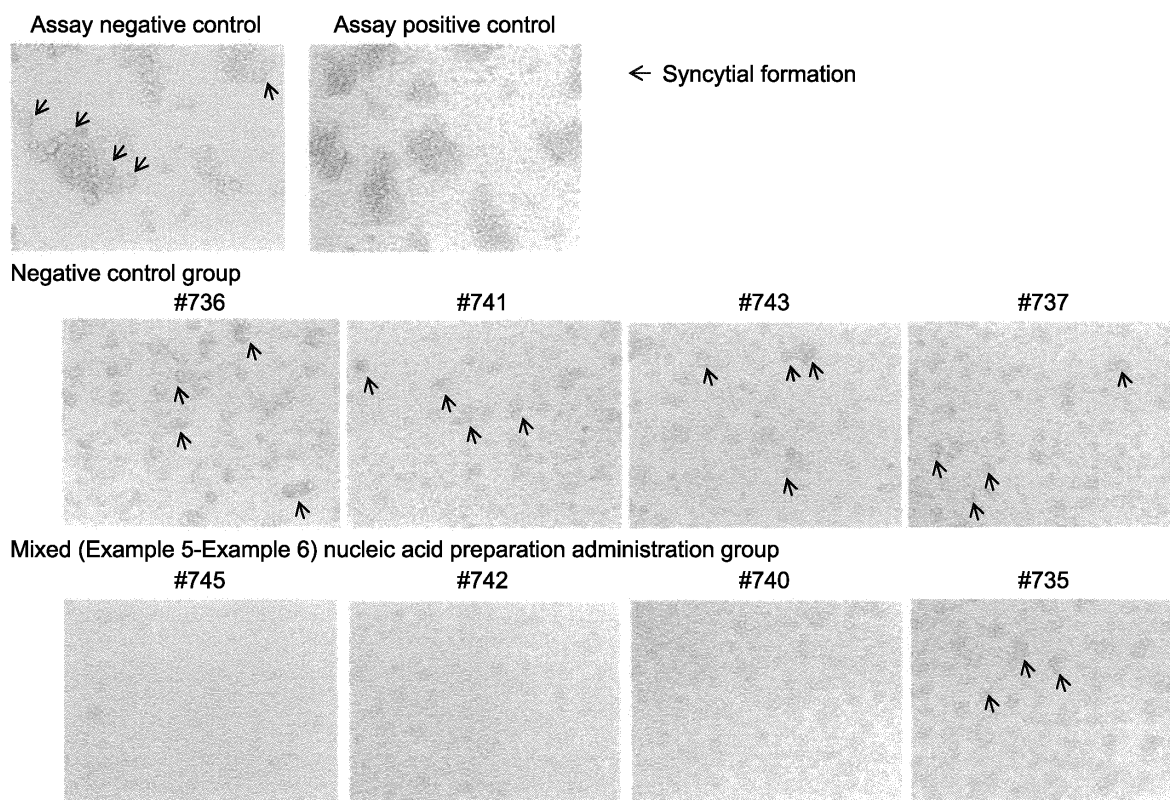 Assay negative control
Assay positive control
Syncytial formation
Negative control group
#736
#741
#743
#737
Mixed (Example 5-Example 6) nucleic acid preparation administration group
#745
#742
#740
#735